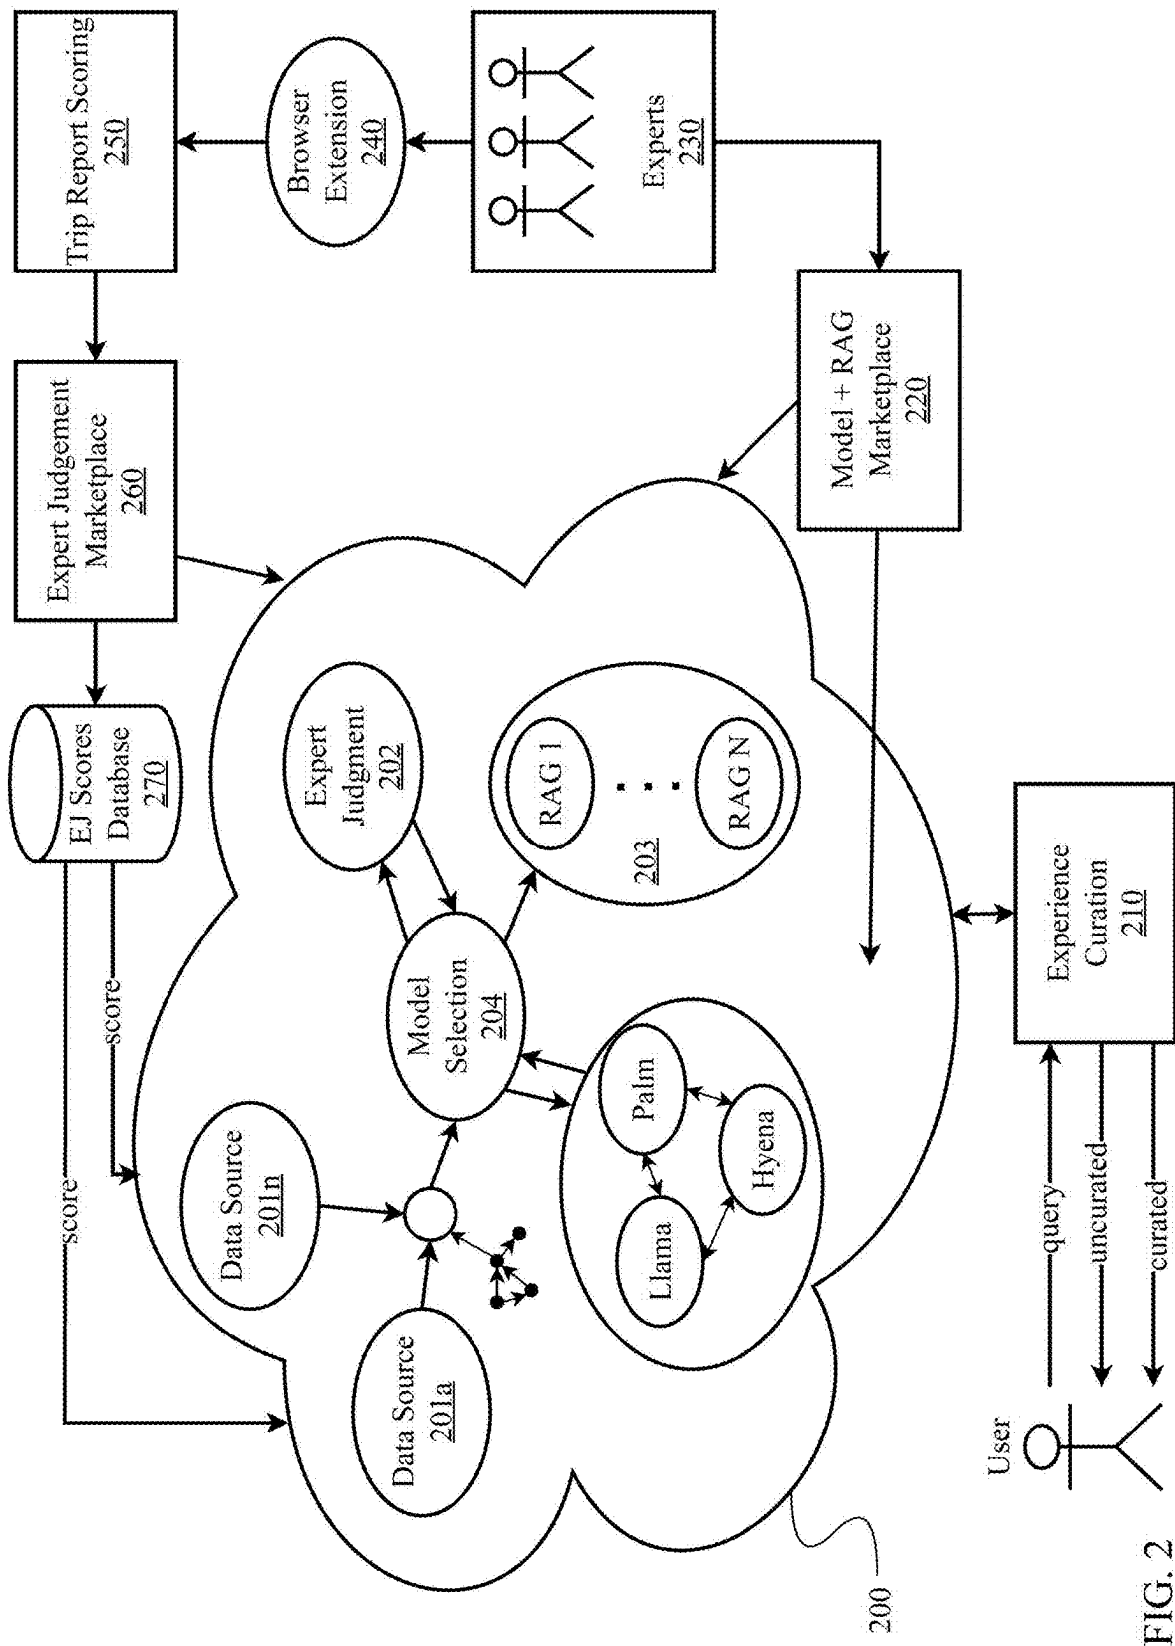 score
score
EJ Scores
Database
270
Expert Judgement
Marketplace
260
Trip Report Scoring
250
Browser
Extension
240
Experts
230
Data Source
201n
Data Source
201a
Model
Selection
204
Expert
Judgment
202
RAG 1
RAG N
203
Llama
Palm
Hyena
Model + RAG
Marketplace
220
200
User
query
uncurated
curated
Experience
Curation
210
FIG. 2